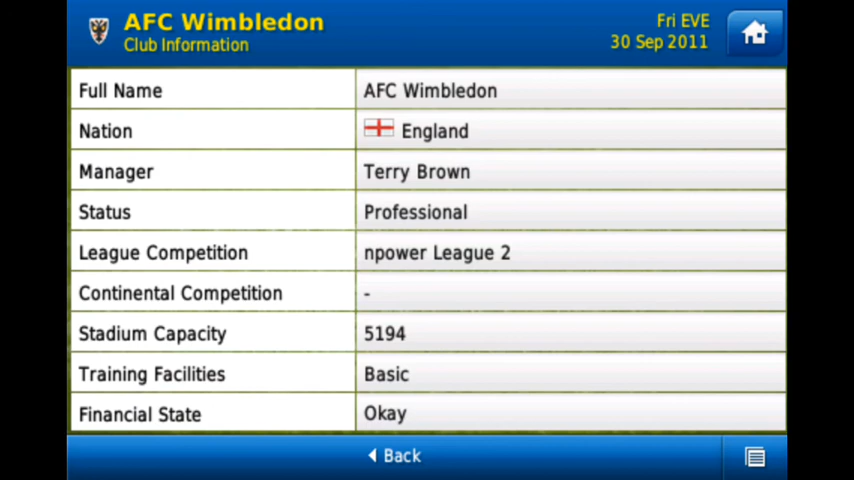 AFC Wimbledon
Club Information
Fri EVE
30 Sep 2011
Full Name AFC Wimbledon
Nation England
Manager Terry Brown
Status Professional
League Competition npower League 2
Continental Competition -
Stadium Capacity 5194
Training Facilities Basic
Financial State Okay
Back